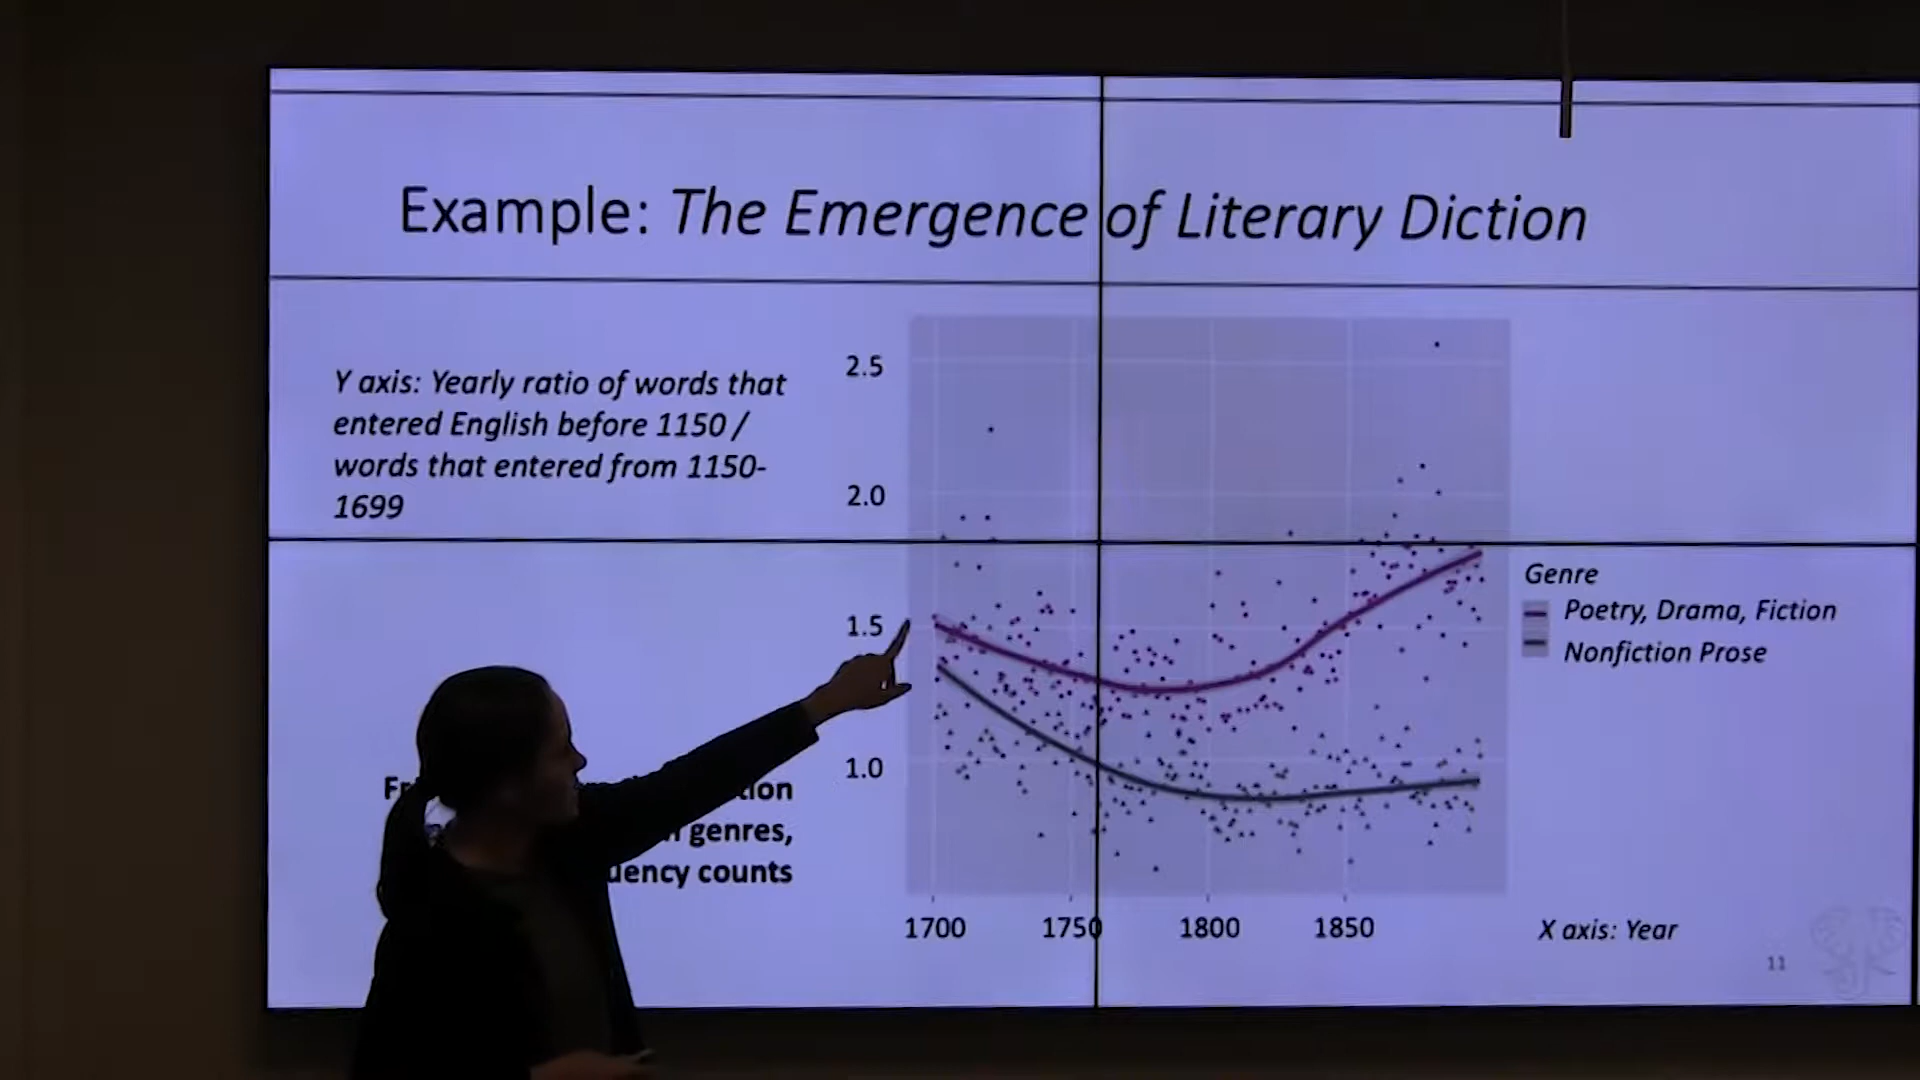 Example: The Emergence of Literary Diction
Y axis: Yearly ratio of words that
entered English before 1150 /
words that entered from 1150-
1699
2.5
2.0
1.5
1.0
genres,
counts
1700 1750 1800 1850
X axis: Year
Genre
Poetry, Drama, Fiction
Nonfiction Prose
11